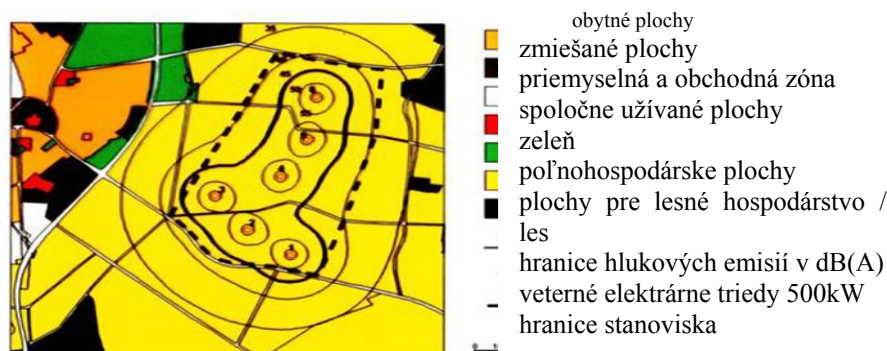 obytné plochy
zmiešané plochy
priemyselná a obchodná zóna
spoločne užívané plochy
zeleň
poľnohospodárske plochy
plochy pre lesné hospodárstvo /
les
hranice hlukových emisií v dB(A)
veterné elektrárne triedy 500kW
hranice stanoviska